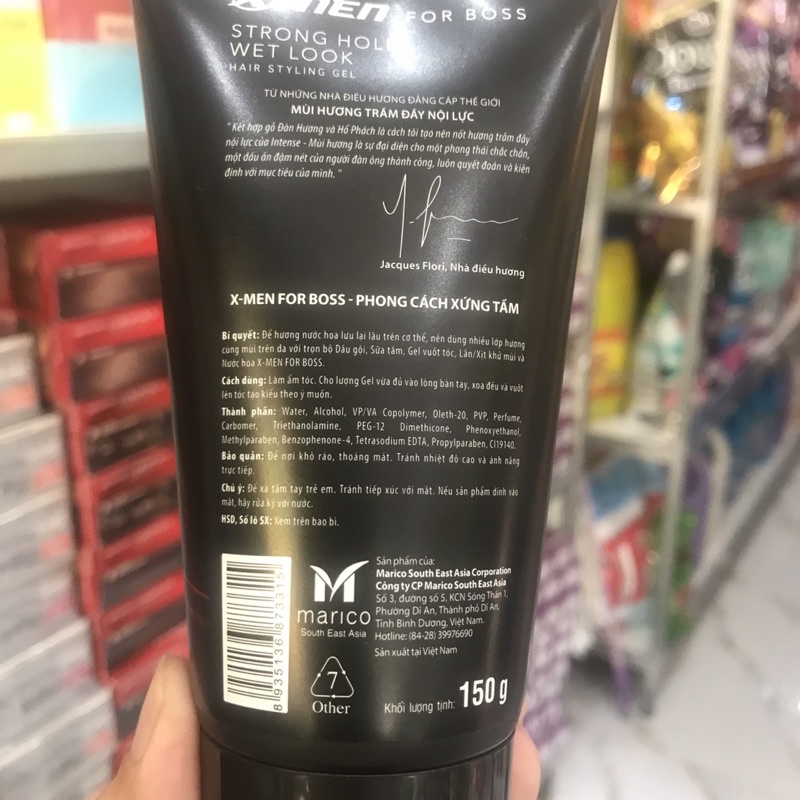 FOR BOSS
STRONG HOLD
WET LOOK
HAIR STYLING GEL
TỪ NHỮNG NHÀ ĐIỀU HƯƠNG ĐẲNG CẤP THẾ GIỚI
MÙI HƯƠNG TRẦM ĐẦY NỘI LỰC
"Kết hợp gỗ Đàn Hương và Hổ Phách là cách tôi tạo nên nốt hương trầm đầy
nội lực của Intense - Mùi hương là sự đại diện cho một phong thái chắc chắn,
một dấu ấn đậm nét của người đàn ông thành công, luôn quyết đoán và kiên
định với mục tiêu của mình."
Jacques Flori, Nhà điều hương
X-MEN FOR BOSS - PHONG CÁCH XỨNG TẦM
Bí quyết: Để hương nước hoa lưu lại lâu trên cơ thể, nên dùng nhiều lớp hương
cùng mùi trên da với trọn bộ Dầu gội, Sữa tắm, Gel vuốt tóc, Lăn/Xịt khử mùi và
Nước hoa X-MEN FOR BOSS.
Cách dùng: Làm ẩm tóc. Cho lượng Gel vừa đủ vào lòng bàn tay, xoa đều và vuốt
lên tóc tạo kiểu theo ý muốn.
Thành phần: Water, Alcohol, VP/VA Copolymer, Oleth-20, PVP, Perfume,
Carbomer, Triethanolamine, PEG-12 Dimethicone, Phenoxyethanol,
Methylparaben, Benzophenone-4, Tetrasodium EDTA, Propylparaben, CI19140.
Bảo quản: Để nơi khô ráo, thoáng mát. Tránh nhiệt độ cao và ánh nắng
trực tiếp.
Chú ý: Để xa tầm tay trẻ em. Tránh tiếp xúc với mắt. Nếu sản phẩm dính vào
mắt, hãy rửa kỹ với nước.
HSD, Số lô SX: Xem trên bao bì.
8 935136 873315
marico
South East Asia
Sản phẩm của:
Marico South East Asia Corporation
Công ty CP Marico South East Asia
Số 3, đường số 5, KCN Sóng Thần 1,
Phường Dĩ An, Thành phố Dĩ An,
Tỉnh Bình Dương, Việt Nam.
Hotline: (84-28) 39976690
Sản xuất tại Việt Nam
7
Other
Khối lượng tịnh: 150 g